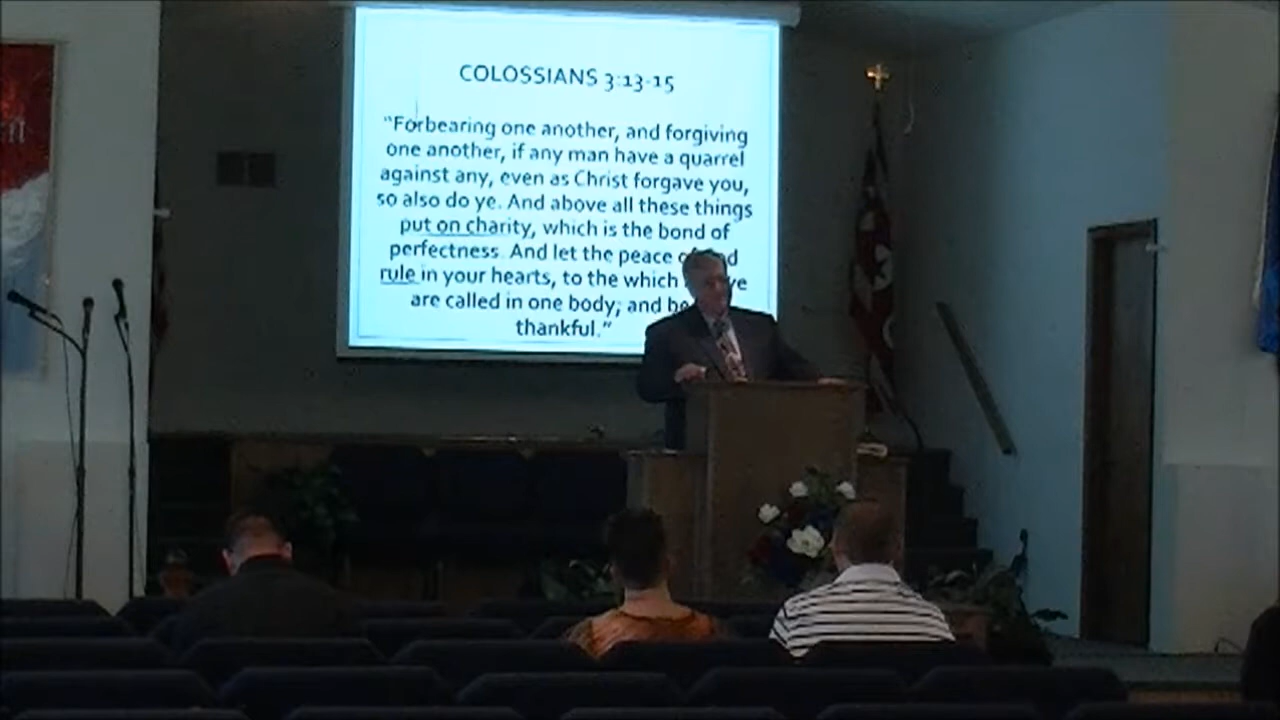 COLOSSIANS 3:13-15
“Forbearing one another, and forgiving
one another, if any man have a quarrel
against any, even as Christ forgave you,
so also do ye. And above all these things
put on charity, which is the bond of
perfectness. And let the peace
rule in your hearts, to the which
are called in one body; and be
thankful.”